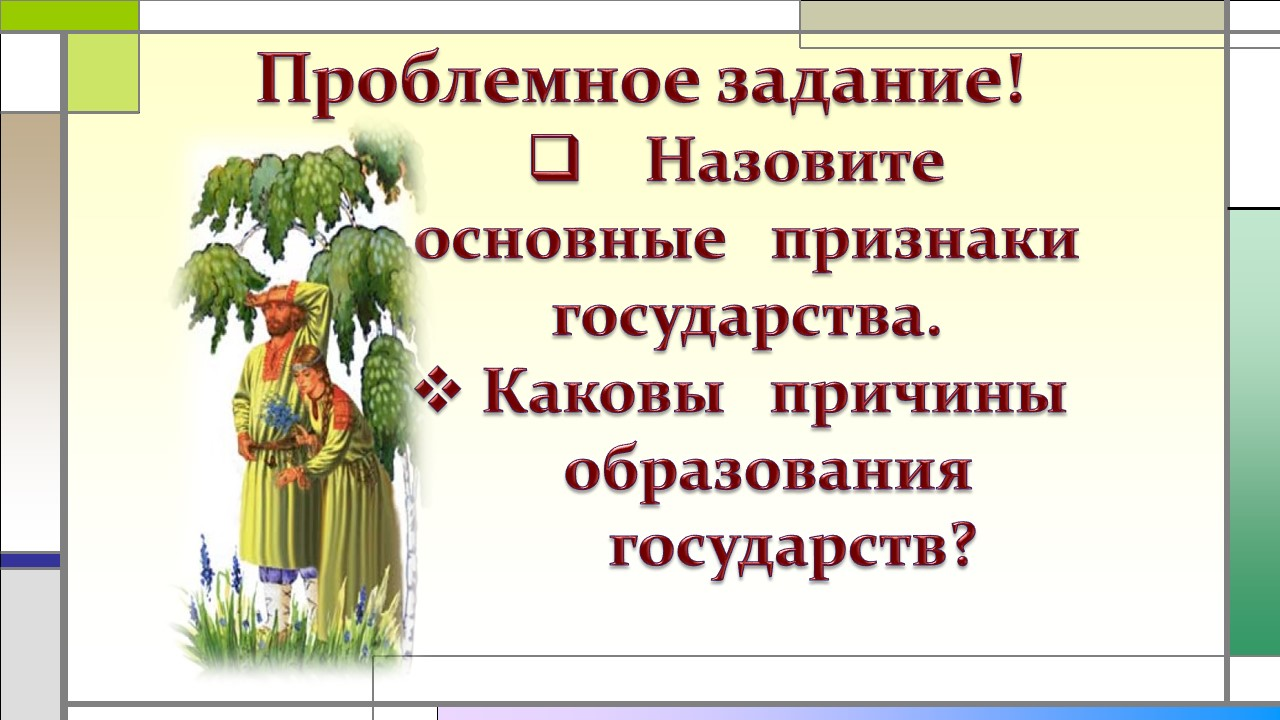 Проблемное задание!
❑ Назовите
основные признаки
государства.
❖ Каковы причины
образования
государств?